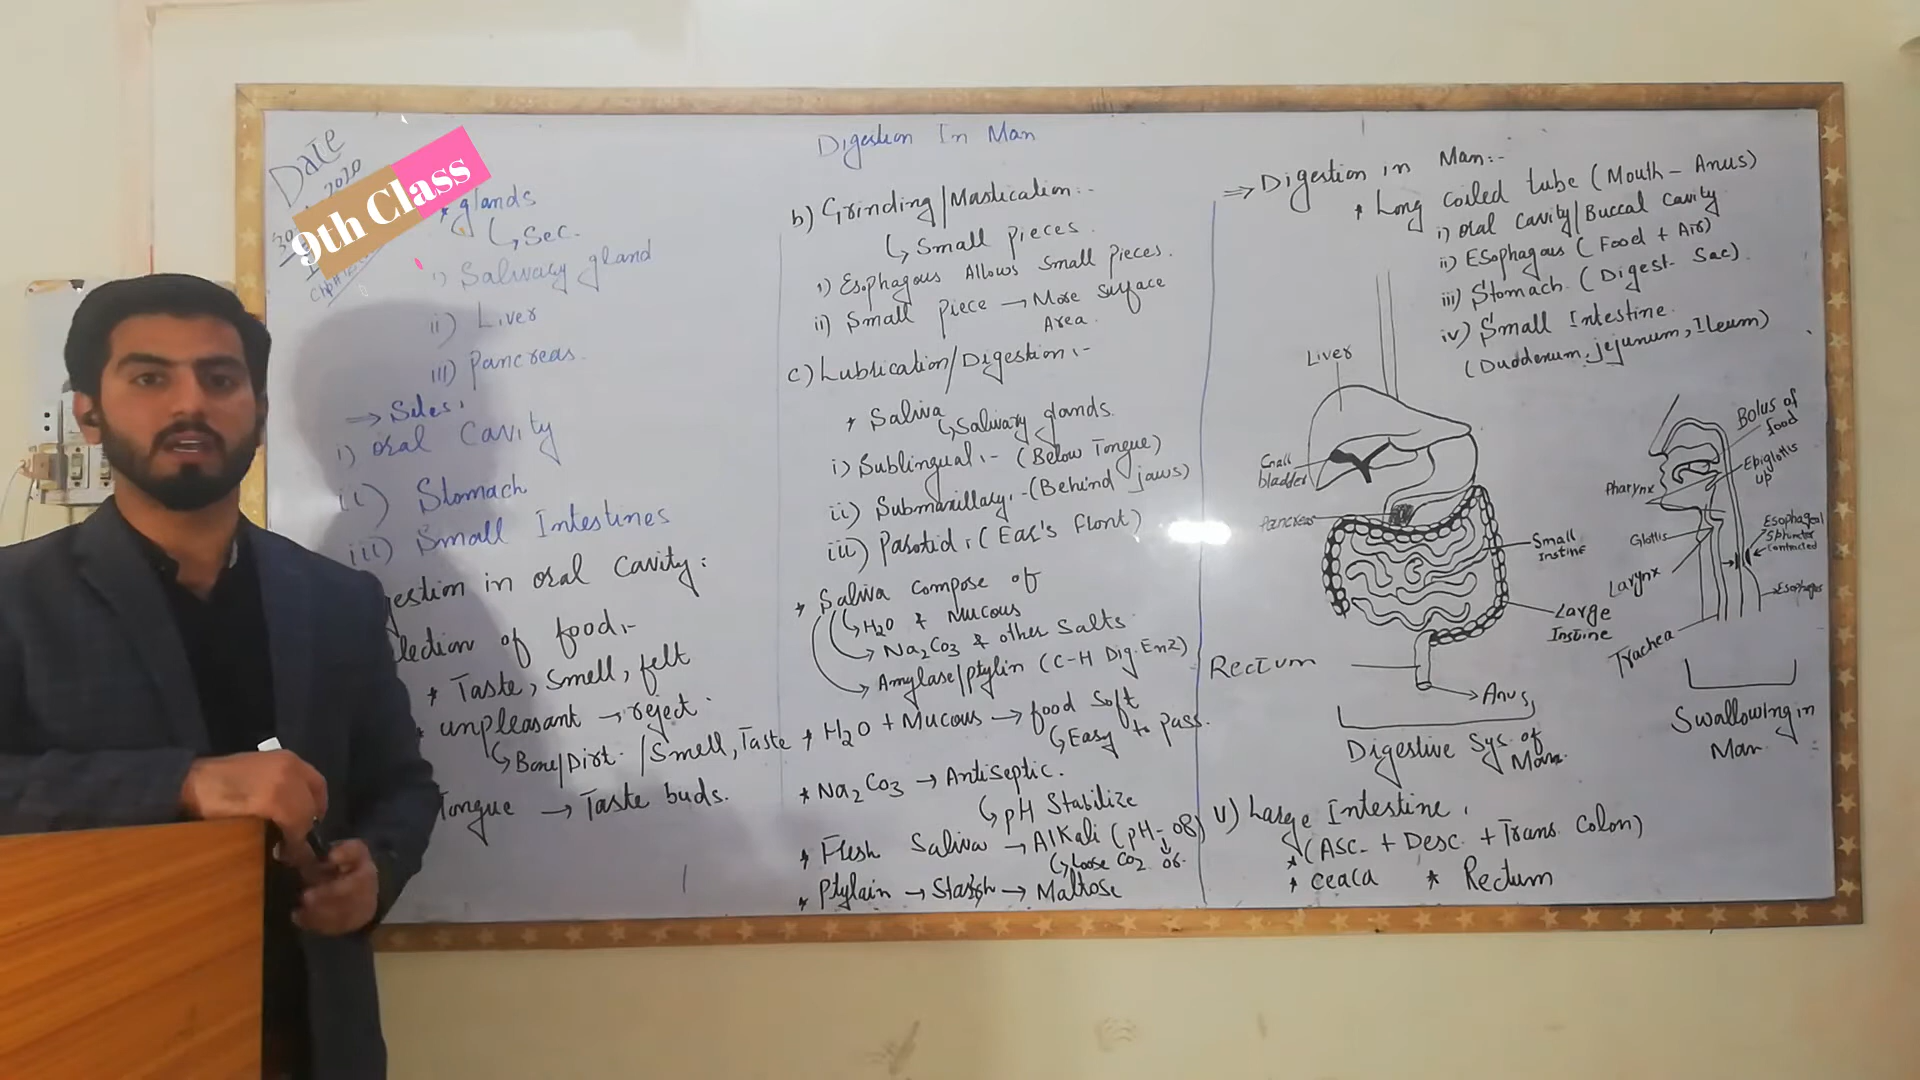 Digestion In Man
Date
2020
9th Class
* glands
↳ Sec.
i) Salivary gland
ii) Liver
iii) Pancreas.
⇒ Sites.
i) Oral Cavity
ii) Stomach
iii) Small Intestines
gestion in oral cavity:
lection of food:-
* Taste, Smell, felt
* unpleasant → reject.
↳ Bone/Dirt. / Smell, Taste
Tongue → Taste buds.
b) Grinding/Mastication:-
↳ Small pieces.
i) Esophagous Allows Small pieces.
ii) Small piece → More surface
Area.
c) Lubrication/Digestion:-
* Saliva
↳ Salivary glands.
i) Sublingual:- (Below Tongue)
ii) Submaxillary:- (Behind jaws)
iii) Parotid: (Ear's front)
* Saliva Compose of
↳ H2O & Mucous
→ Na2Co3 & other salts
→ Amylase/ptylin (C-H Dig. Enz)
* H2O + Mucous → food soft
↳ Easy to pass.
* Na2Co3 → Antiseptic.
↳ pH Stabilize
* Fresh Saliva → Alkali (pH- 08)
↳ Loose CO2 06.
* Ptylain → Starch → Maltose
⇒ Digestion in Man:-
* Long coiled tube (Mouth - Anus)
i) oral cavity/Buccal cavity
ii) Esophagous (Food + Air)
iii) Stomach. (Digest. Sac).
iv) Small Intestine.
(Duodenum, jejunum, Ileum)
Liver
Gall
bladder
Pancreas
Small
Instine
Large
Instine
Rectum
Anus
Digestive Sys. of
Man.
Bolus of
food
Epiglottis
up
Pharynx
Esophageal
Sphincter
Contracted
Glottis
Larynx
Esophagus
Trachea
Swallowing in
Man
v) Large Intestine.
* (Asc- + Desc. + Trans. Colon)
* ceaca * Rectum